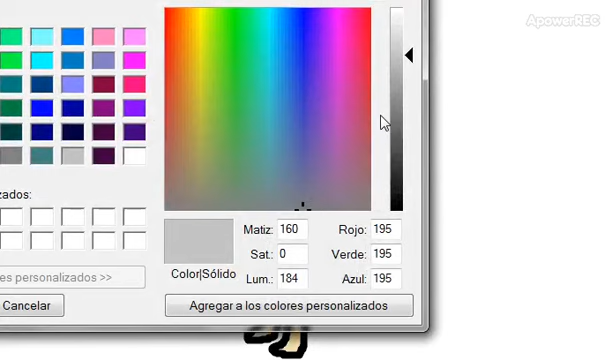 ApowerREC
zados:
Matiz: 160 Rojo: 195
Sat.: 0 Verde: 195
Color|Sólido Lum.: 184 Azul: 195
es personalizados >>
Cancelar Agregar a los colores personalizados